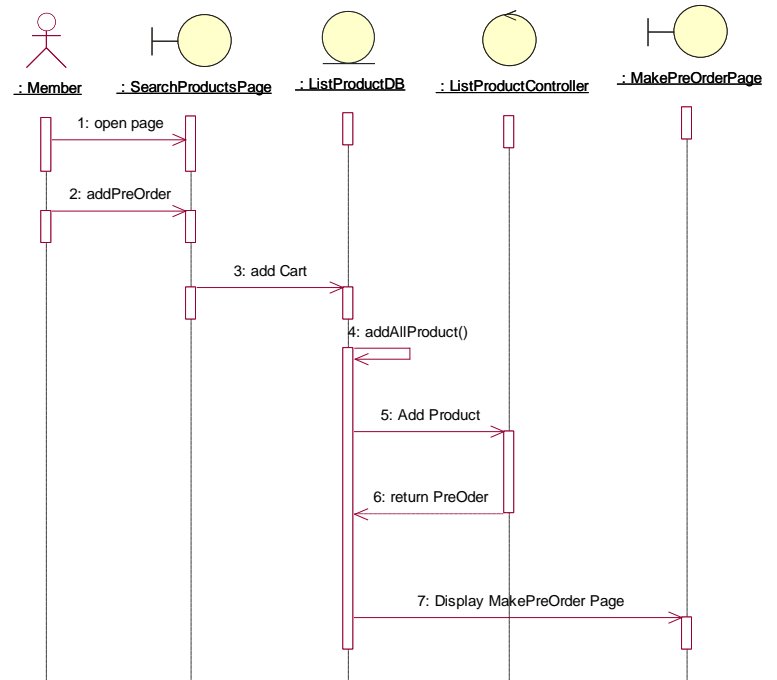 : Member
: SearchProductsPage
: ListProductDB
: ListProductController
: MakePreOrderPage
1: open page
2: addPreOrder
3: add Cart
4: addAllProduct()
5: Add Product
6: return PreOder
7: Display MakePreOrder Page